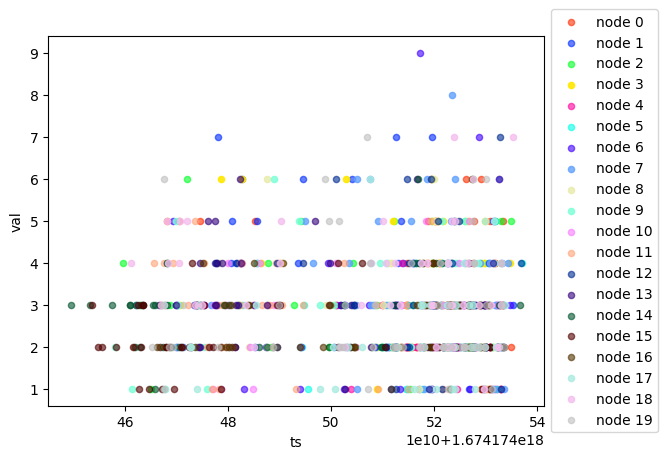 9
8
7
6
5
4
3
2
1
val
46
48
50
52
54
ts
1e10+1.674174e18
node 0
node 1
node 2
node 3
node 4
node 5
node 6
node 7
node 8
node 9
node 10
node 11
node 12
node 13
node 14
node 15
node 16
node 17
node 18
node 19